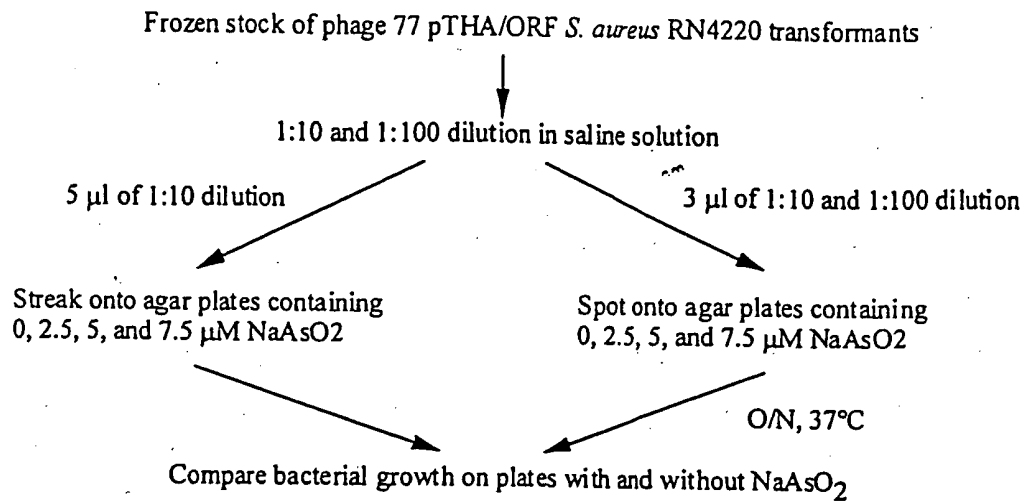 Frozen stock of phage 77 pTHA/ORF S. aureus RN4220 transformants
1:10 and 1:100 dilution in saline solution
5 µl of 1:10 dilution
3 µl of 1:10 and 1:100 dilution
Streak onto agar plates containing
0, 2.5, 5, and 7.5 µM NaAsO2
Spot onto agar plates containing
0, 2.5, 5, and 7.5 µM NaAsO2
O/N, 37°C
Compare bacterial growth on plates with and without NaAsO₂